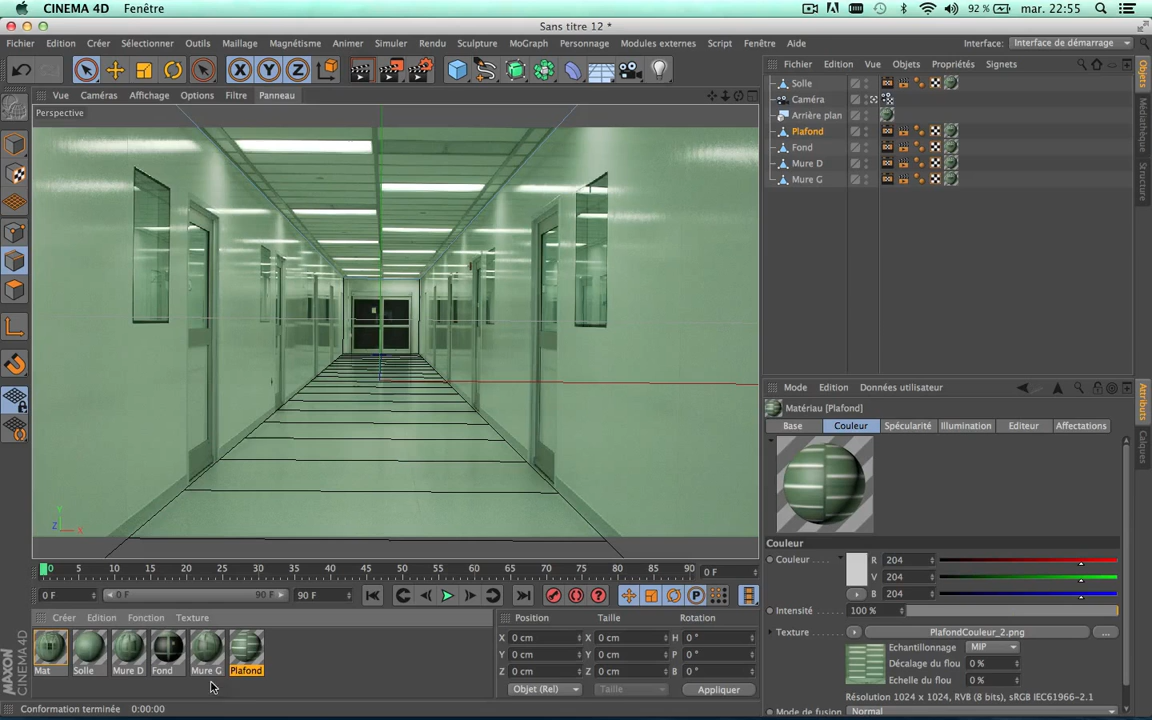 CINEMA 4D Fenêtre 92 % mar. 22:55
Sans titre 12 *
Fichier Edition Créer Sélectionner Outils Maillage Magnétisme Animer Simuler Rendu Sculpture MoGraph Personnage Modules externes Script Fenêtre Aide Interface: Interface de démarrage
Fichier Edition Vue Objets Propriétés Signets
Vue Caméras Affichage Options Filtre Panneau
Perspective
Solle
Caméra
Arrière plan
Plafond
Fond
Mure D
Mure G
Objets
Médiathèque
Structure
Mode Edition Données utilisateur
Matériau [Plafond]
Base Couleur Spécularité Illumination Editeur Affectations
Attributs
Calques
Couleur
Couleur . . . . R 204
V 204
B 204
Intensité 100 %
Texture PlafondCouleur_2.png ...
Echantillonnage MIP
Décalage du flou 0 %
Echelle du flou 0 %
Résolution 1024 x 1024, RVB (8 bits), sRGB IEC61966-2.1
Mode de fusion Normal
Y
Z X
0 5 10 15 20 25 30 35 40 45 50 55 60 65 70 75 80 85 90 0 F
0 F 0 F 90 F 90 F
Créer Edition Fonction Texture
Mat Solle Mure D Fond Mure G Plafond
Position Taille Rotation
X 0 cm 0 cm H 0 °
Y 0 cm 0 cm P 0 °
Z 0 cm 0 cm B 0 °
Objet (Rel) Taille Appliquer
MAXON
CINEMA 4D
Conformation terminée 0:00:00